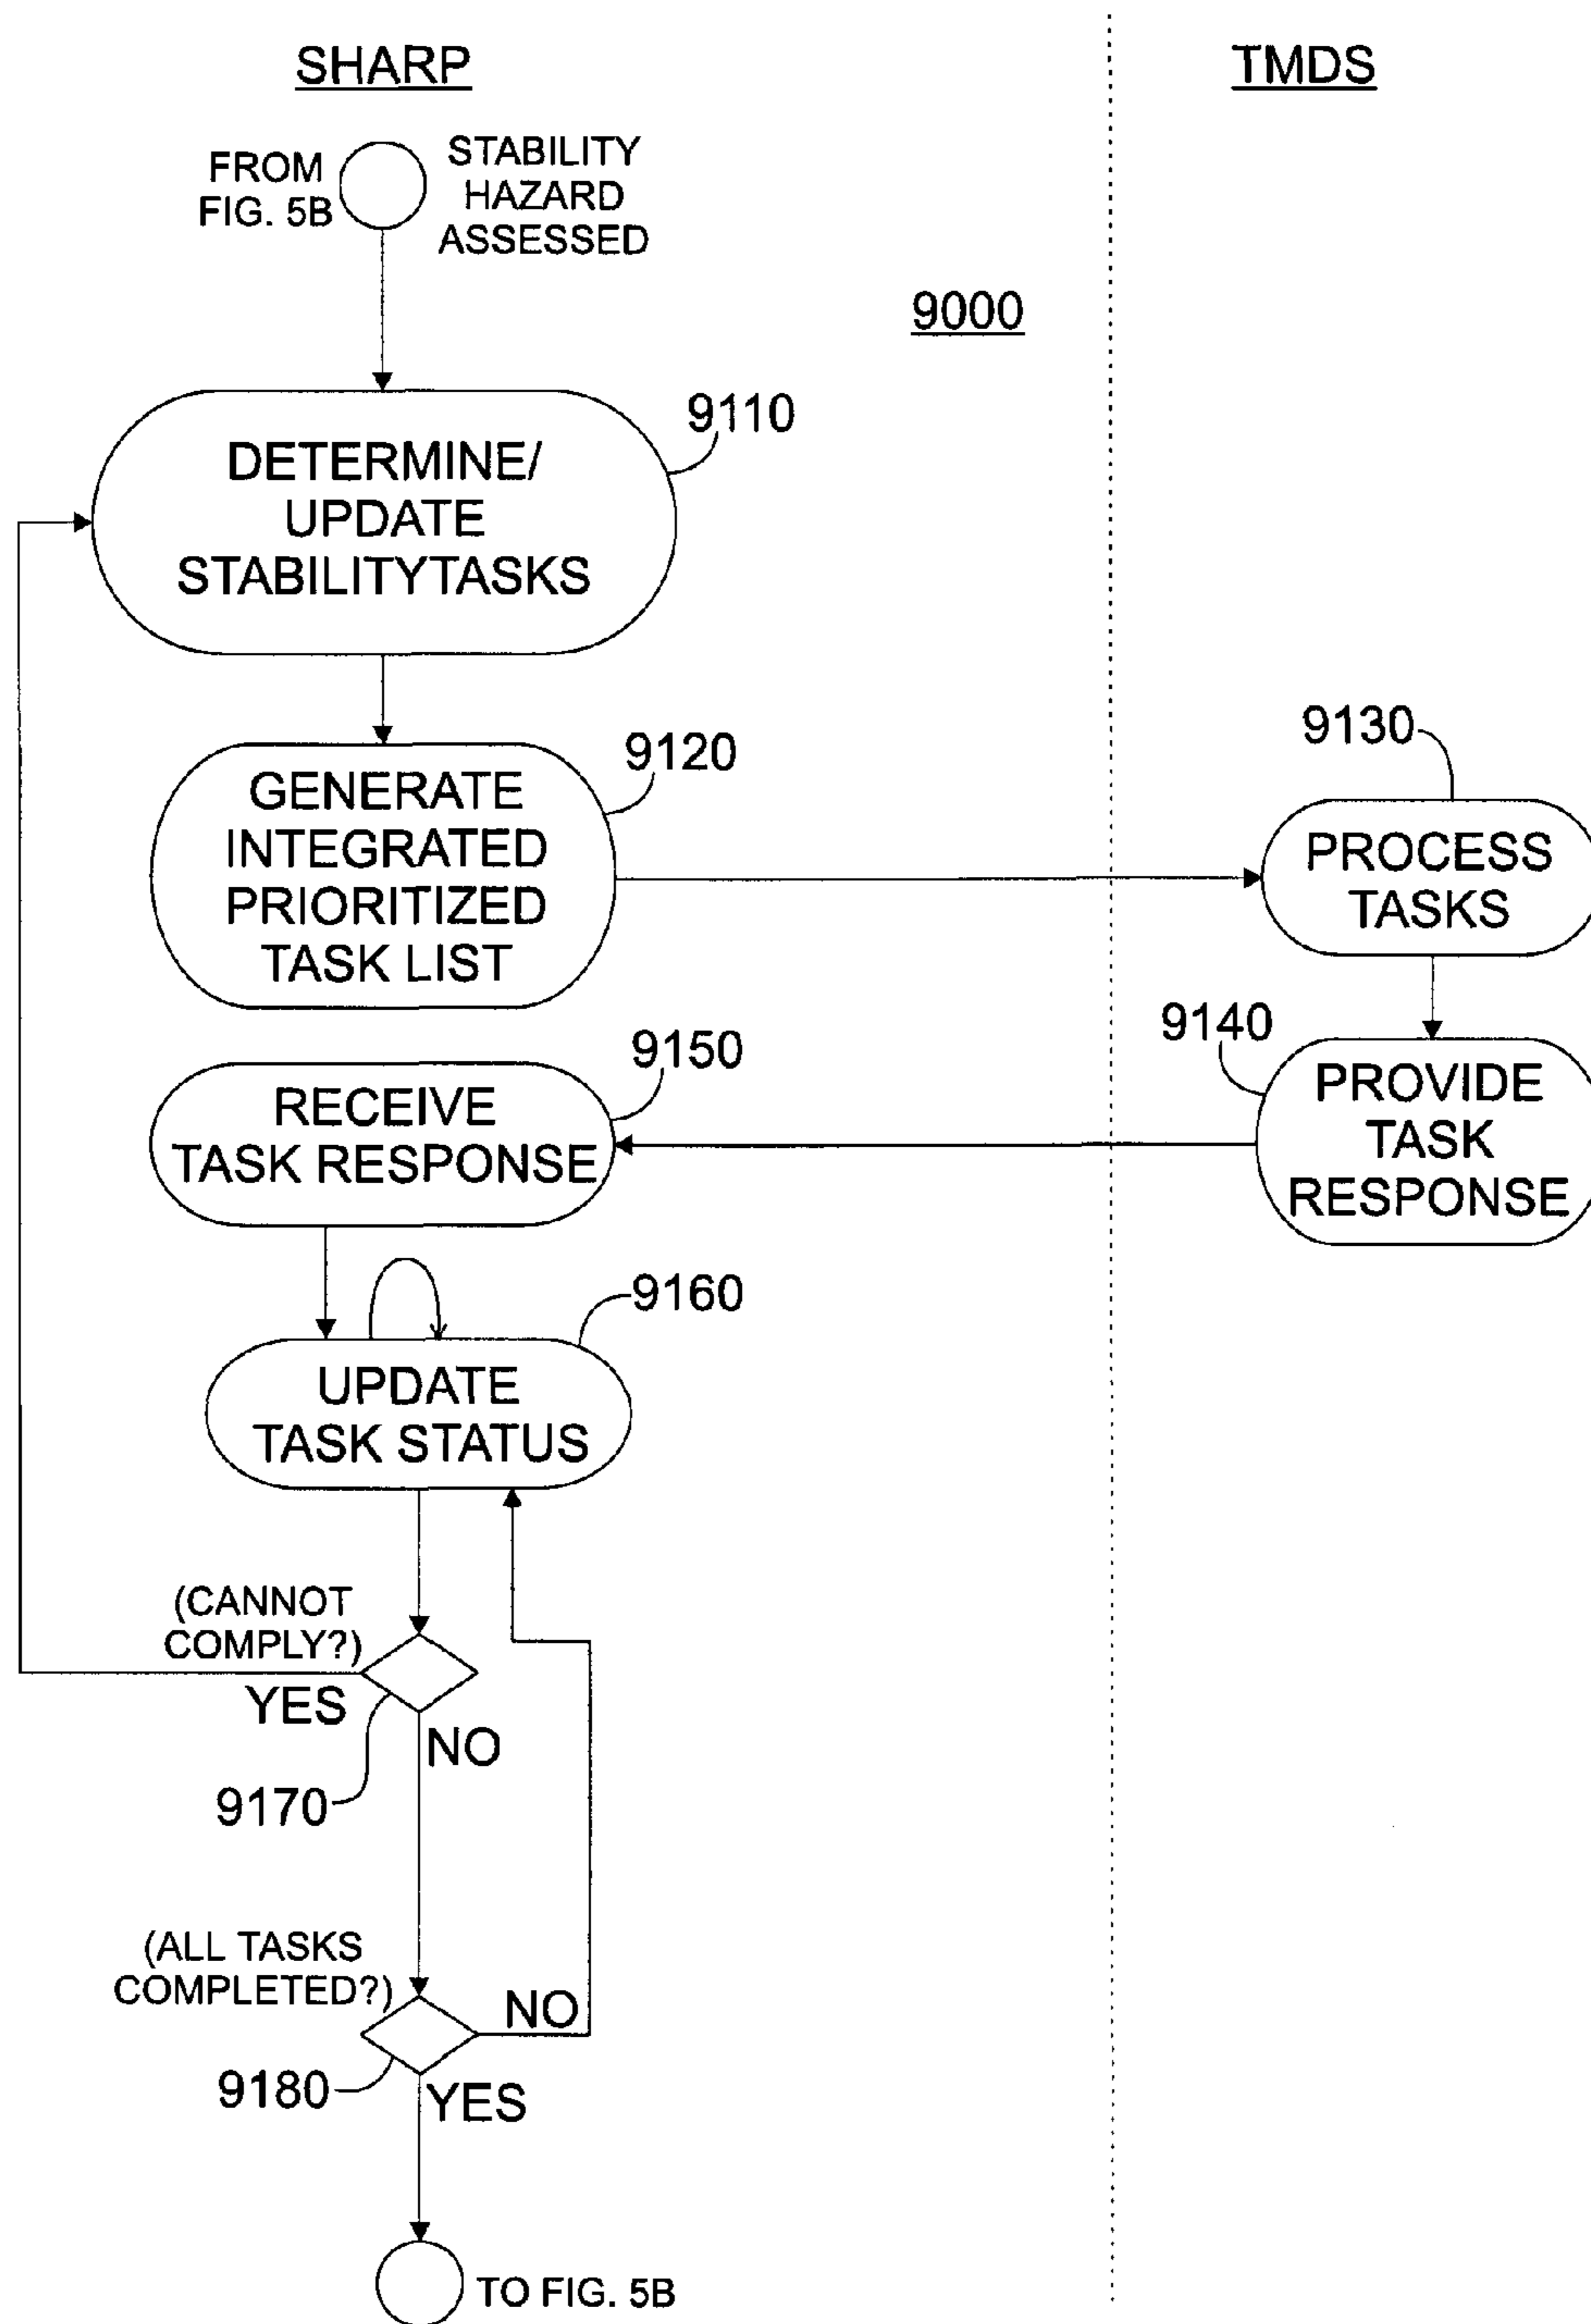 SHARP
TMDS
FROM
FIG. 5B
STABILITY
HAZARD
ASSESSED
9000
9110
DETERMINE/
UPDATE
STABILITYTASKS
9120
GENERATE
INTEGRATED
PRIORITIZED
TASK LIST
9130
PROCESS
TASKS
9140
PROVIDE
TASK
RESPONSE
9150
RECEIVE
TASK RESPONSE
9160
UPDATE
TASK STATUS
(CANNOT
COMPLY?)
YES
NO
9170
(ALL TASKS
COMPLETED?)
NO
9180
YES
TO FIG. 5B